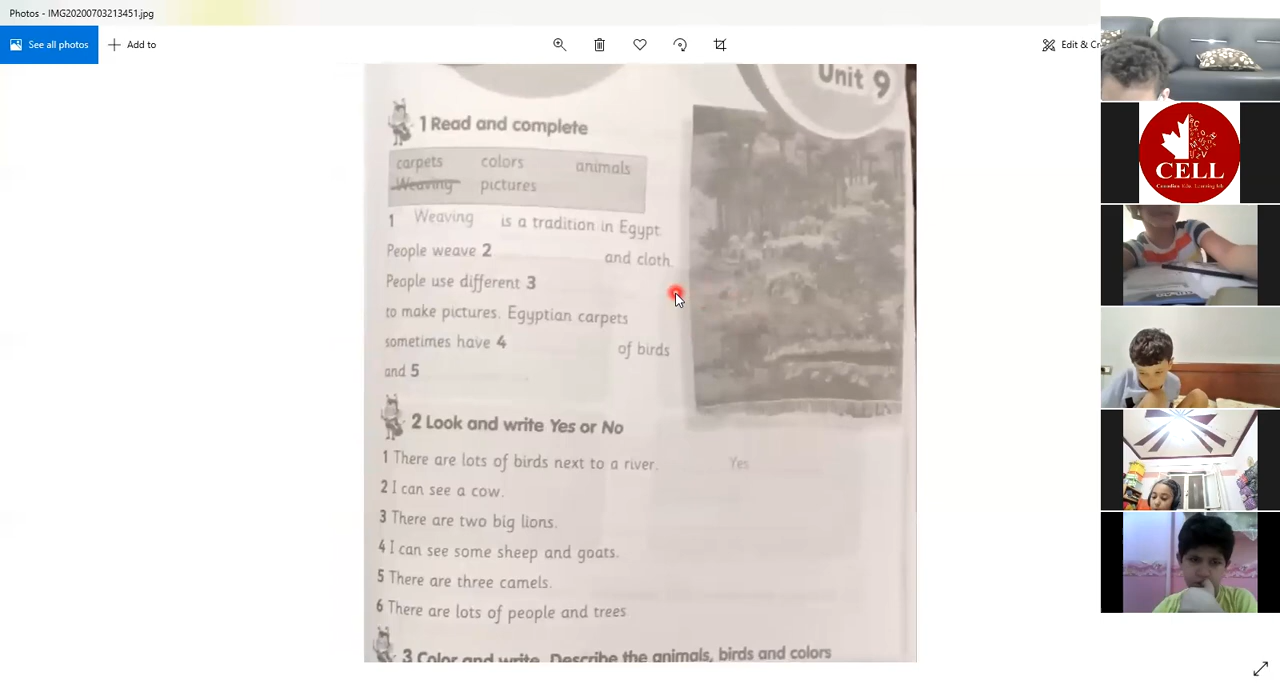 Photos - IMG20200703213451.jpg
See all photos
Add to
Unit 9
1 Read and complete
carpets colors animals
Weaving pictures
1 Weaving is a tradition in Egypt.
People weave 2 and cloth.
People use different 3
to make pictures. Egyptian carpets
sometimes have 4 of birds
and 5
2 Look and write Yes or No
1 There are lots of birds next to a river. Yes
2 I can see a cow.
3 There are two big lions.
4 I can see some sheep and goats.
5 There are three camels.
6 There are lots of people and trees
3 Color and write. Describe the animals, birds and colors
CELL